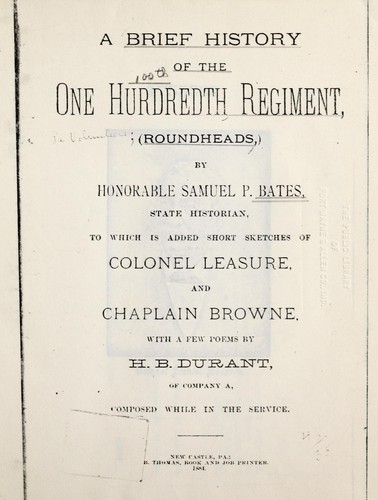 A BRIEF HISTORY
OF THE
100th
ONE HURDREDTH REGIMENT,
(ROUNDHEADS,)
BY
HONORABLE SAMUEL P. BATES,
STATE HISTORIAN,
TO WHICH IS ADDED SHORT SKETCHES OF
COLONEL LEASURE,
AND
CHAPLAIN BROWNE,
WITH A FEW POEMS BY
H. B. DURANT,
OF COMPANY A,
COMPOSED WHILE IN THE SERVICE.
NEW CASTLE, PA.:
B. THOMAS, BOOK AND JOB PRINTER.
1884.